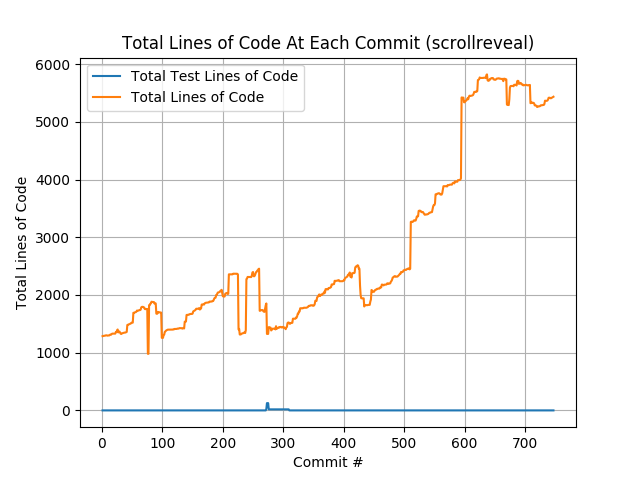 Total Lines of Code At Each Commit (scrollreveal)
Total Test Lines of Code
Total Lines of Code
Total Lines of Code
6000
5000
4000
3000
2000
1000
0
0 100 200 300 400 500 600 700
Commit #